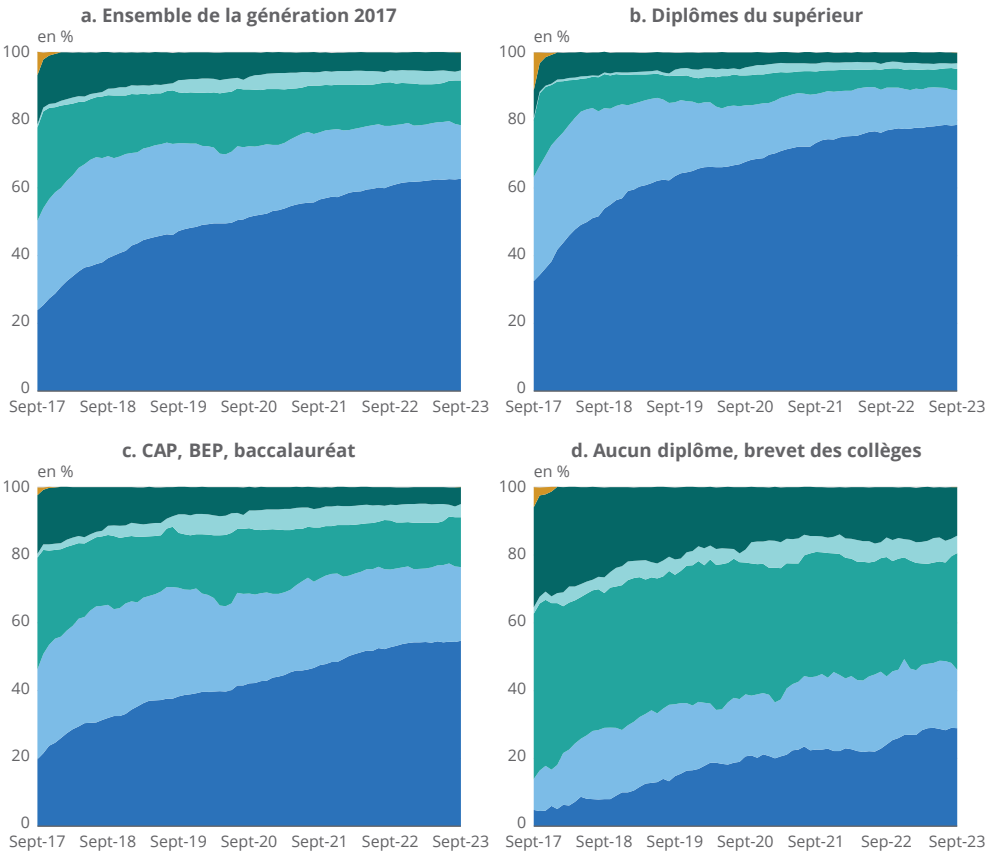 a. Ensemble de la génération 2017
en %
100
80
60
40
20
0
Sept-17 Sept-18 Sept-19 Sept-20 Sept-21 Sept-22 Sept-23
b. Diplômes du supérieur
en %
100
80
60
40
20
0
Sept-17 Sept-18 Sept-19 Sept-20 Sept-21 Sept-22 Sept-23
c. CAP, BEP, baccalauréat
en %
100
80
60
40
20
0
Sept-17 Sept-18 Sept-19 Sept-20 Sept-21 Sept-22 Sept-23
d. Aucun diplôme, brevet des collèges
en %
100
80
60
40
20
0
Sept-17 Sept-18 Sept-19 Sept-20 Sept-21 Sept-22 Sept-23